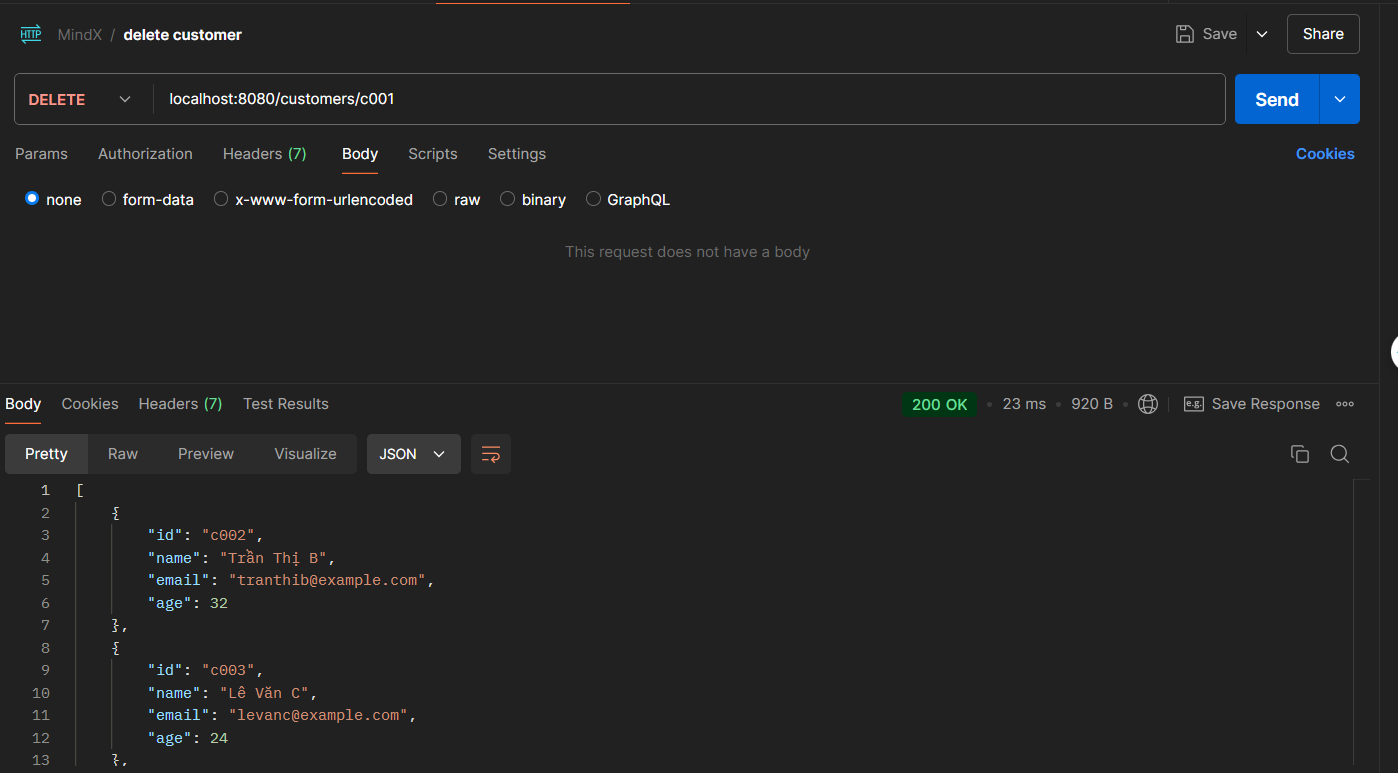 HTTP MindX / delete customer Save Share
DELETE localhost:8080/customers/c001 Send
Params Authorization Headers (7) Body Scripts Settings Cookies
none form-data x-www-form-urlencoded raw binary GraphQL
This request does not have a body
Body Cookies Headers (7) Test Results 200 OK 23 ms 920 B e.g. Save Response
Pretty Raw Preview Visualize JSON
1 [
2 {
3 "id": "c002",
4 "name": "Trần Thị B",
5 "email": "tranthib@example.com",
6 "age": 32
7 },
8 {
9 "id": "c003",
10 "name": "Lê Văn C",
11 "email": "levanc@example.com",
12 "age": 24
13 },